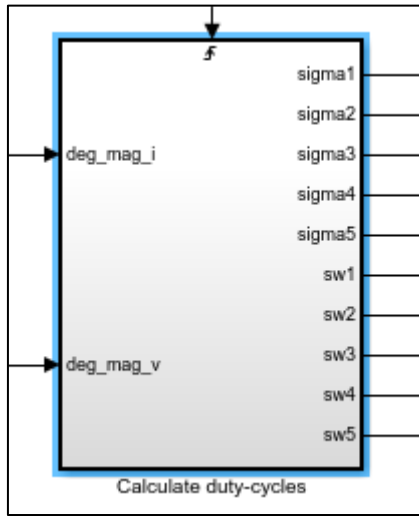 sigma1
sigma2
deg_mag_i
sigma3
sigma4
sigma5
sw1
sw2
sw3
deg_mag_v
sw4
sw5
Calculate duty-cycles